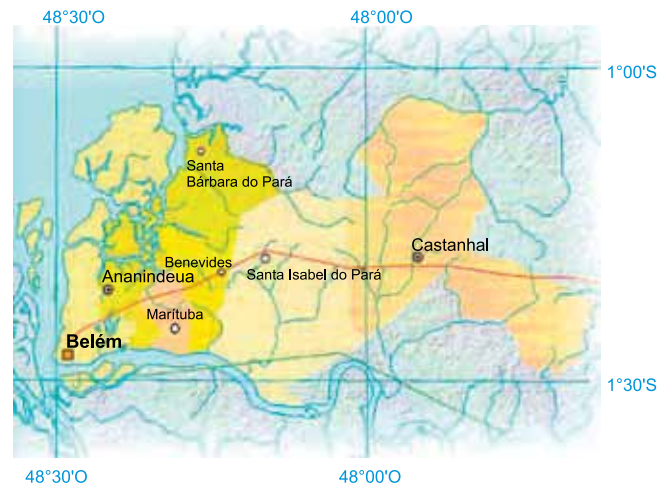 48°30'O
48°00'O
1°00'S
Santa
Bárbara do Pará
Castanhal
Benevides
Santa Isabel do Pará
Ananindeua
Marítuba
Belém
1°30'S
48°30'O
48°00'O